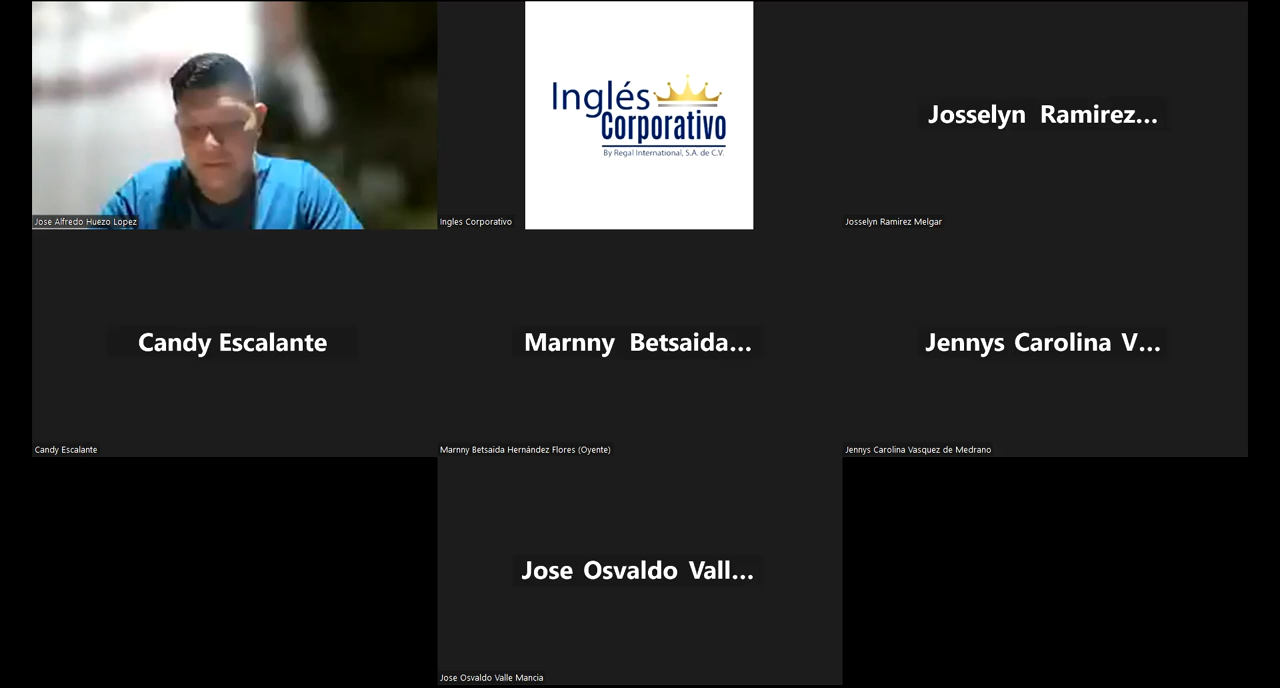 Jose Alfredo Huezo Lopez
Inglés
Corporativo
By Regal International, S.A. de C.V.
Ingles Corporativo
Josselyn Ramirez...
Josselyn Ramirez Melgar
Candy Escalante
Candy Escalante
Marnny Betsaida...
Marnny Betsaida Hernández Flores (Oyente)
Jennys Carolina V...
Jennys Carolina Vasquez de Medrano
Jose Osvaldo Vall...
Jose Osvaldo Valle Mancia